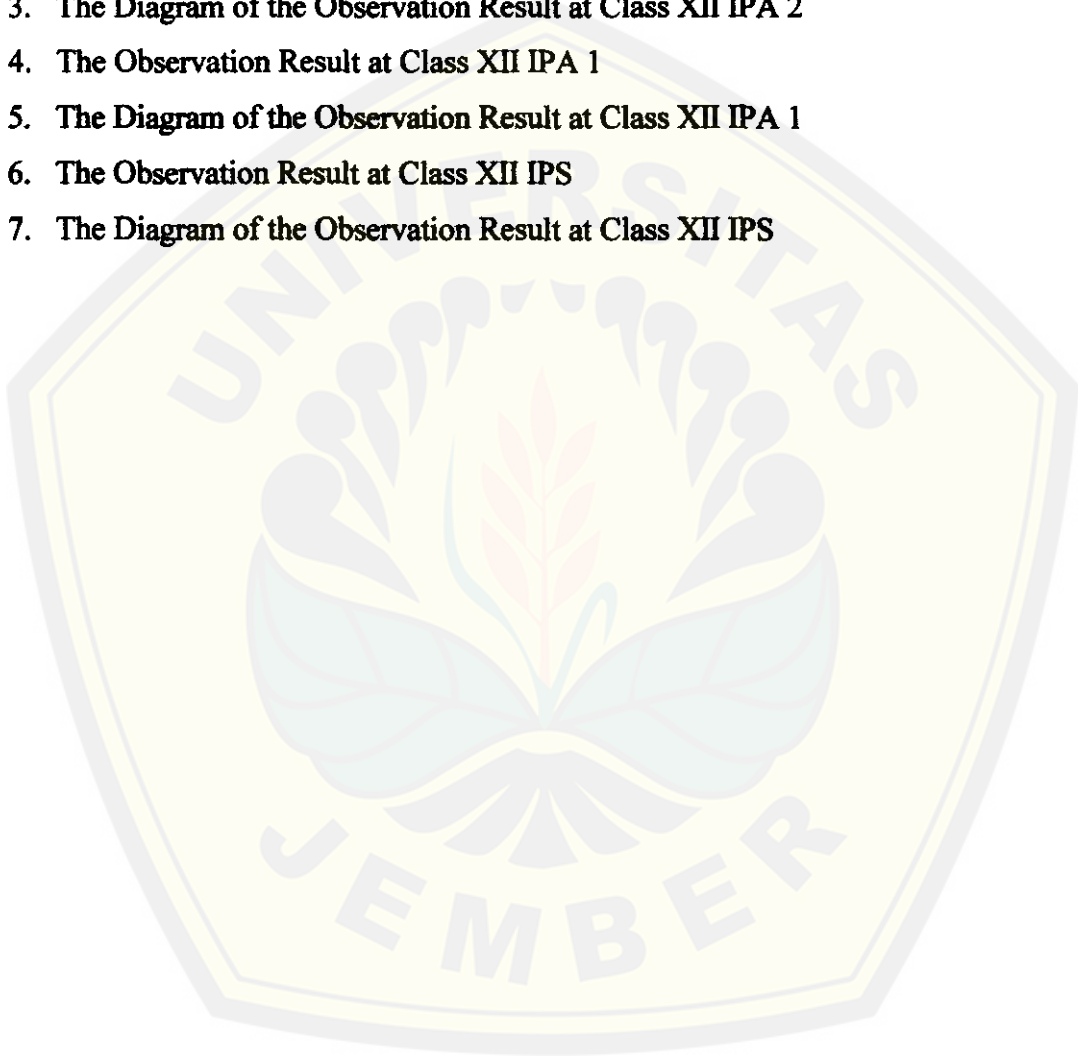 3. The Diagram of the Observation Result at Class XII IPA 2
4. The Observation Result at Class XII IPA 1
5. The Diagram of the Observation Result at Class XII IPA 1
6. The Observation Result at Class XII IPS
7. The Diagram of the Observation Result at Class XII IPS
UNIVERSITAS
JEMBER